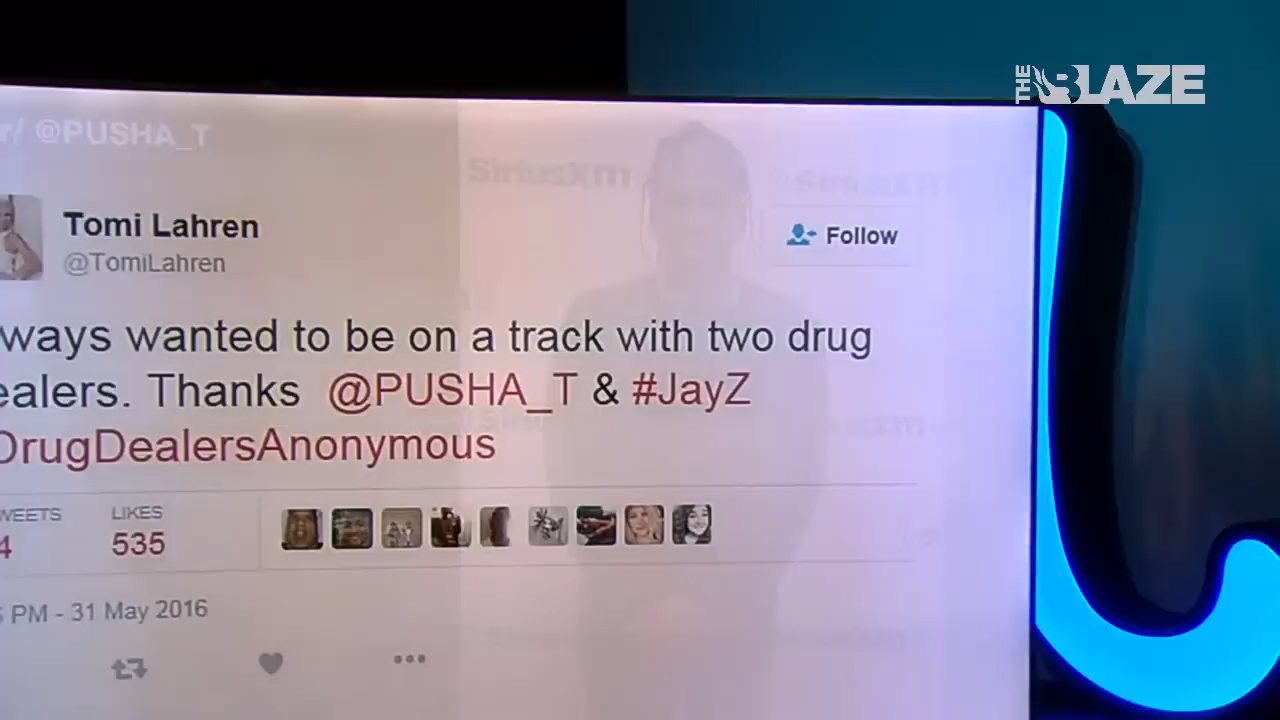 THE BLAZE
r/ @PUSHA_T
SiriusXm
Tomi Lahren
@TomiLahren
Follow
ways wanted to be on a track with two drug
ealers. Thanks @PUSHA_T & #JayZ
DrugDealersAnonymous
WEETS LIKES
4 535
PM - 31 May 2016